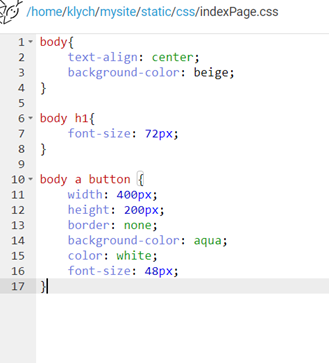 /home/klych/mysite/static/css/indexPage.css
1 body{
2 text-align: center;
3 background-color: beige;
4 }
5
6 body h1{
7 font-size: 72px;
8 }
9
10 body a button {
11 width: 400px;
12 height: 200px;
13 border: none;
14 background-color: aqua;
15 color: white;
16 font-size: 48px;
17 }